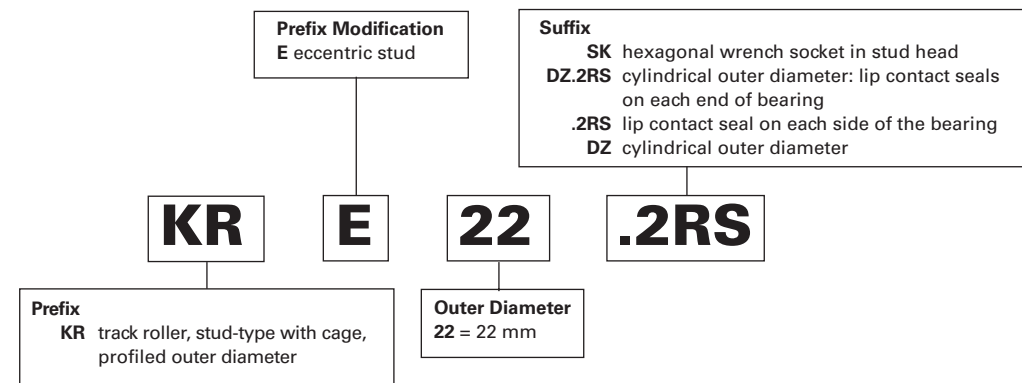 Prefix Modification
E eccentric stud
Suffix
SK hexagonal wrench socket in stud head
DZ.2RS cylindrical outer diameter: lip contact seals
on each end of bearing
.2RS lip contact seal on each side of the bearing
DZ cylindrical outer diameter
KR E 22 .2RS
Prefix
KR track roller, stud-type with cage,
profiled outer diameter
Outer Diameter
22 = 22 mm